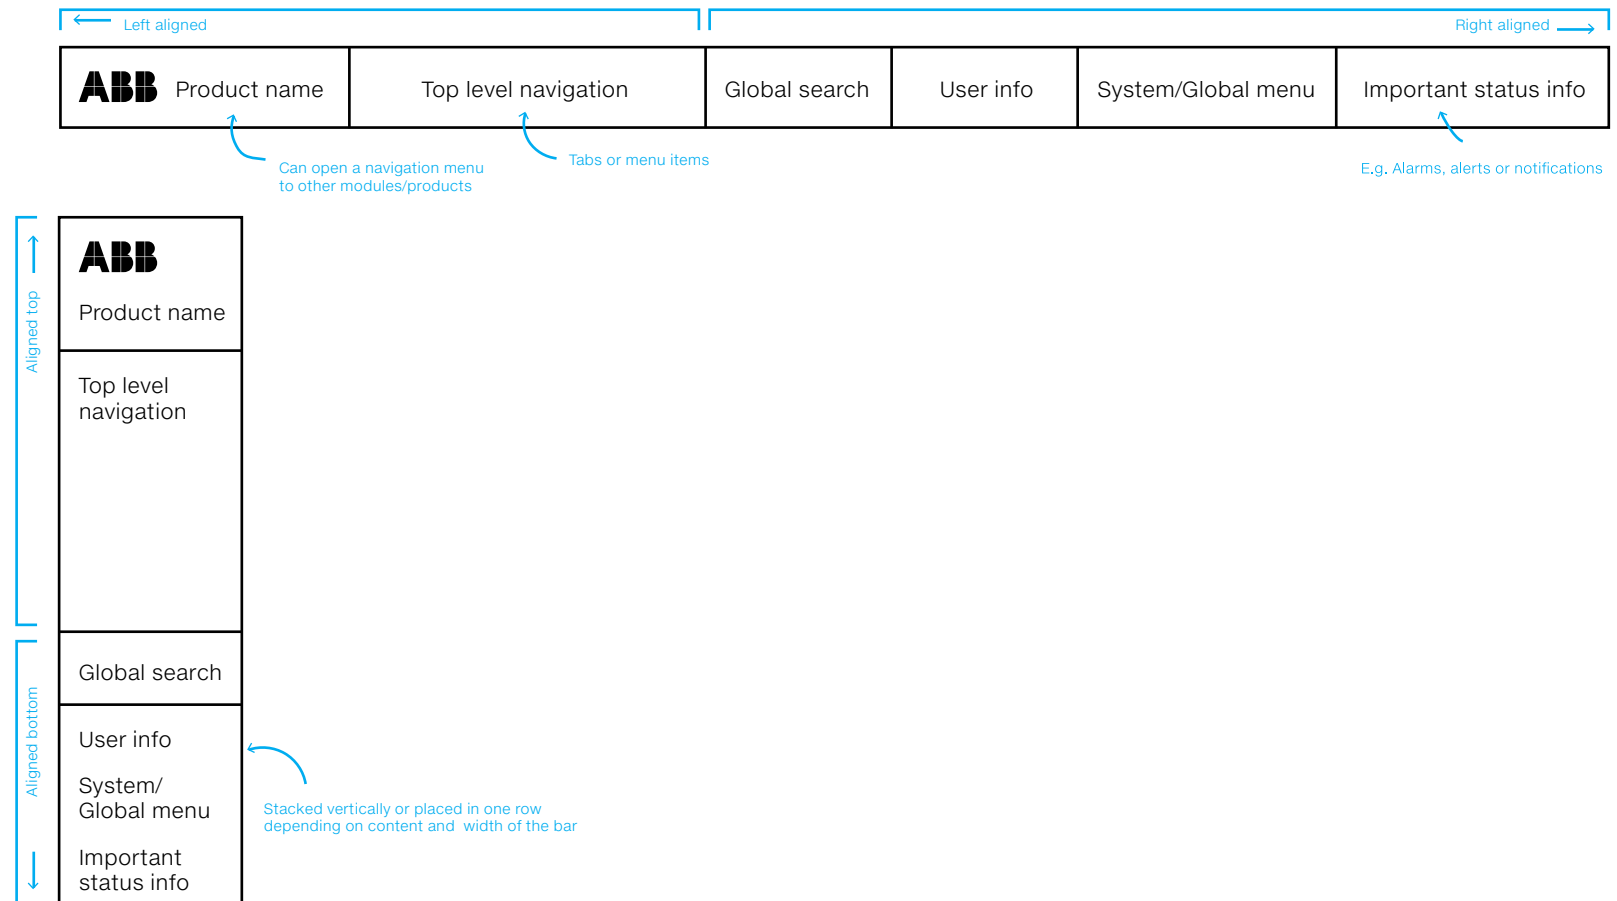 Left aligned
Right aligned
ABB Product name
Top level navigation
Global search
User info
System/Global menu
Important status info
Can open a navigation menu
to other modules/products
Tabs or menu items
E.g. Alarms, alerts or notifications
Aligned top
ABB
Product name
Top level
navigation
Aligned bottom
Global search
User info
System/
Global menu
Important
status info
Stacked vertically or placed in one row
depending on content and width of the bar